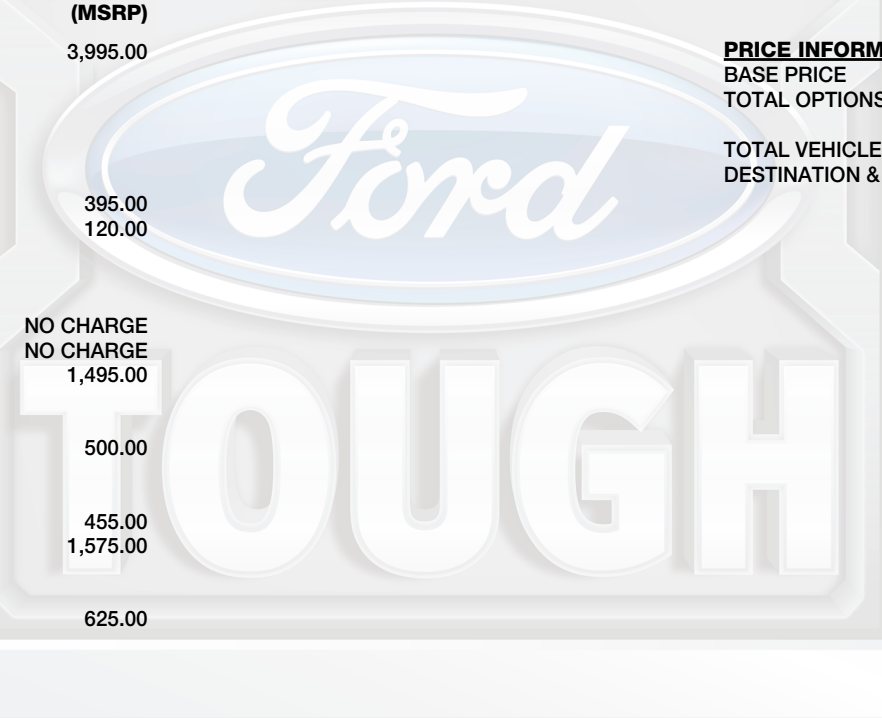 (MSRP)
3,995.00
395.00
120.00
NO CHARGE
NO CHARGE
1,495.00
500.00
455.00
1,575.00
625.00
PRICE INFORM
BASE PRICE
TOTAL OPTIONS
TOTAL VEHICLE
DESTINATION &
Ford
TOUGH